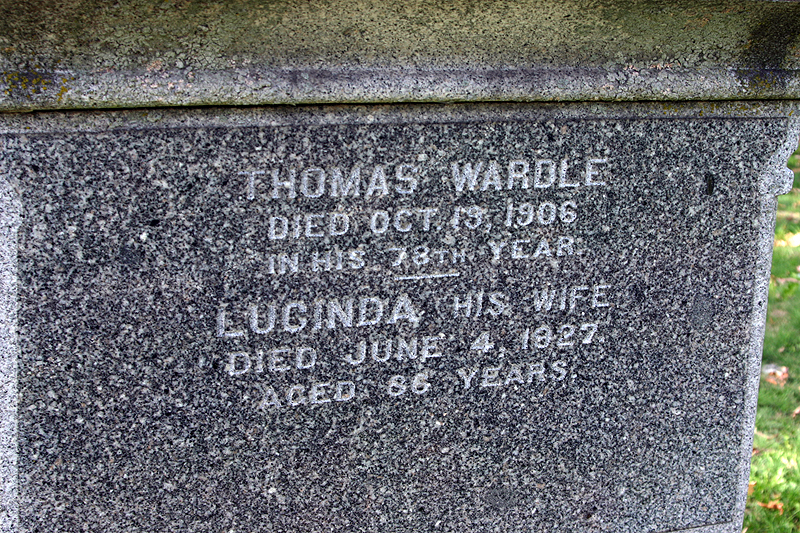 THOMAS WARDLE
DIED OCT. 19, 1906
IN HIS 78TH. YEAR.
LUCINDA, HIS WIFE
DIED JUNE 4, 1927.
AGED 86 YEARS.